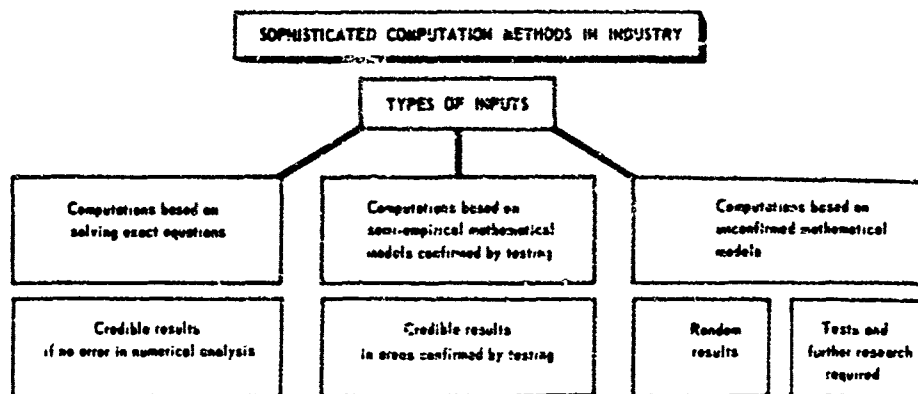 SOPHISTICATED COMPUTATION METHODS IN INDUSTRY
TYPES OF INPUTS
Computations based on
solving exact equations
Computations based on
semi-empirical mathematical
models confirmed by testing
Computations based on
unconfirmed mathematical
models
Credible results
if no error in numerical analysis
Credible results
in areas confirmed by testing
Random
results
Tests and
further research
required